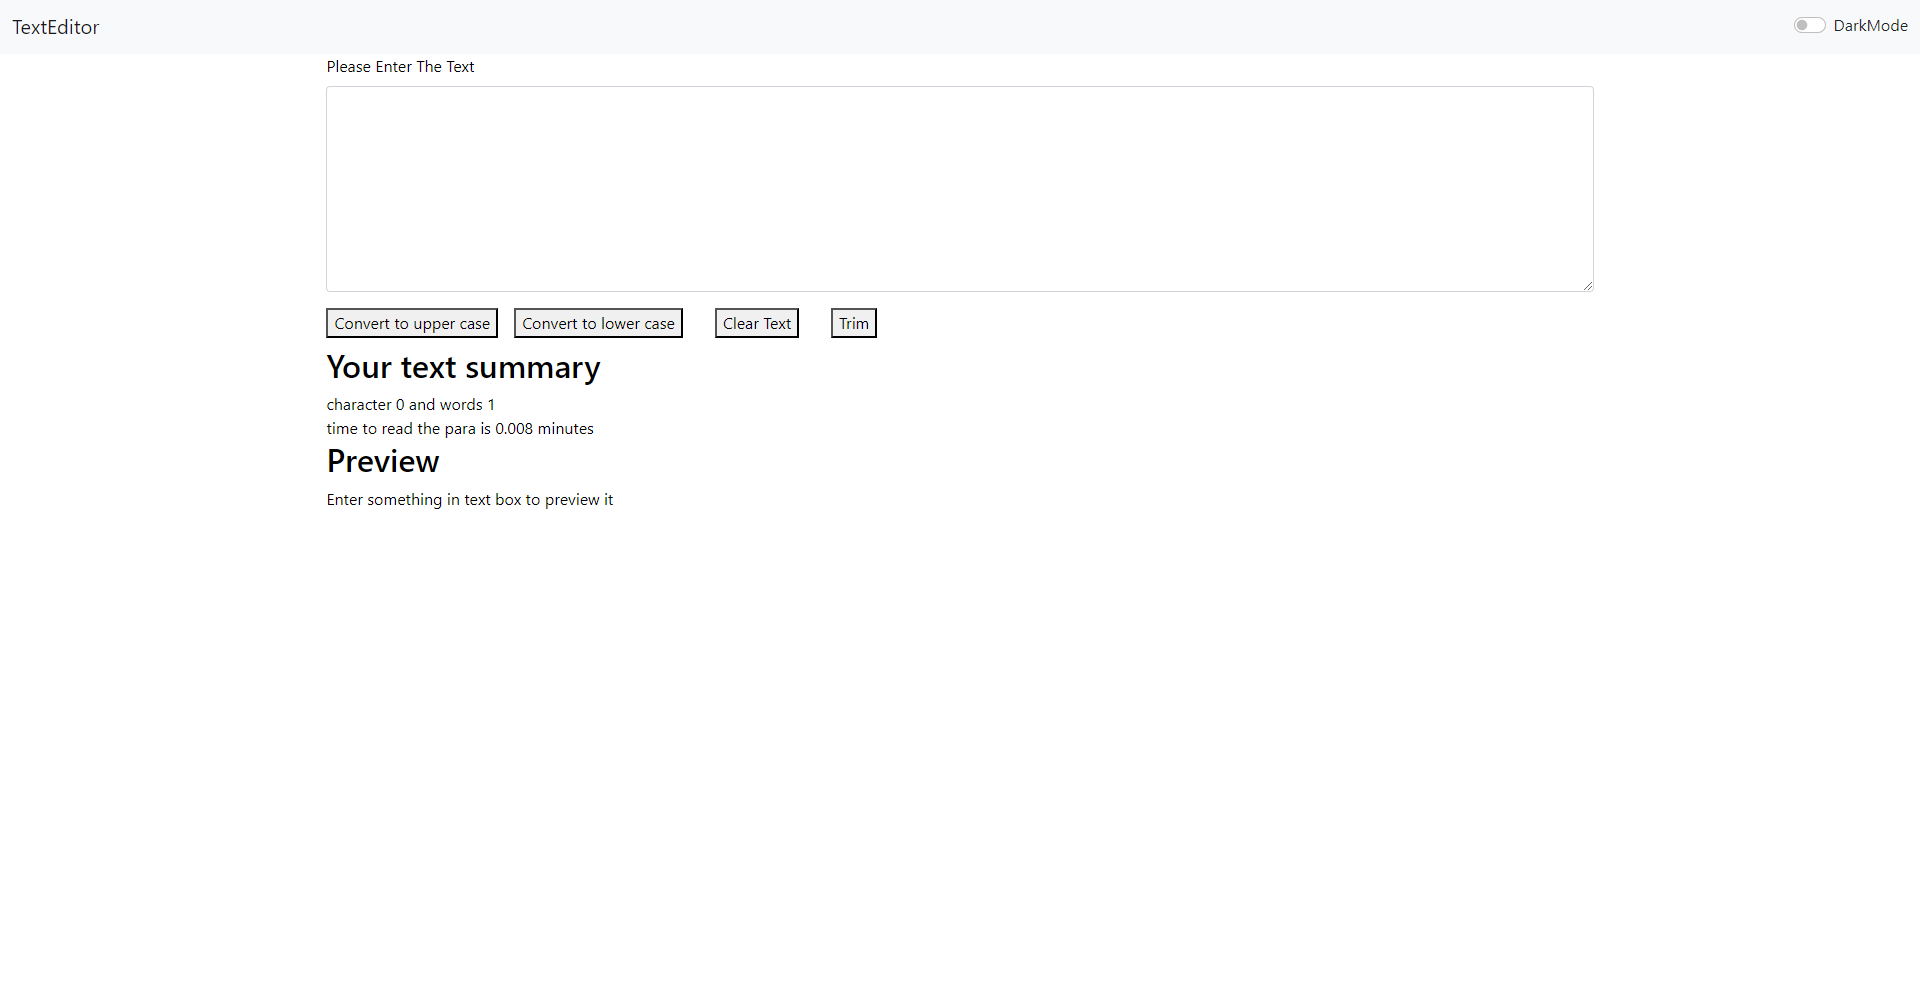 TextEditor
DarkMode
Please Enter The Text
Convert to upper case Convert to lower case Clear Text Trim
Your text summary
character 0 and words 1
time to read the para is 0.008 minutes
Preview
Enter something in text box to preview it